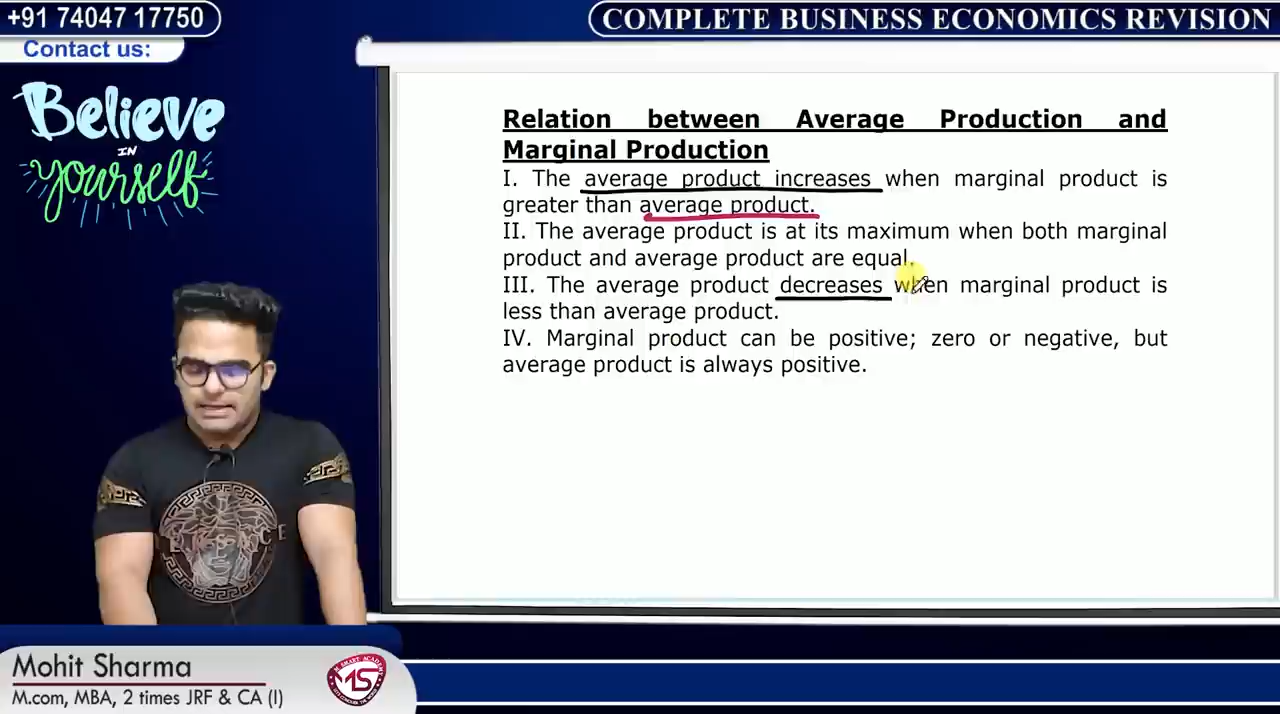 +91 74047 17750
Contact us:
COMPLETE BUSINESS ECONOMICS REVISION
Believe
IN
yourself
Relation between Average Production and
Marginal Production
I. The average product increases when marginal product is
greater than average product.
II. The average product is at its maximum when both marginal
product and average product are equal.
III. The average product decreases when marginal product is
less than average product.
IV. Marginal product can be positive; zero or negative, but
average product is always positive.
Mohit Sharma
M.com, MBA, 2 times JRF & CA (I)
MS